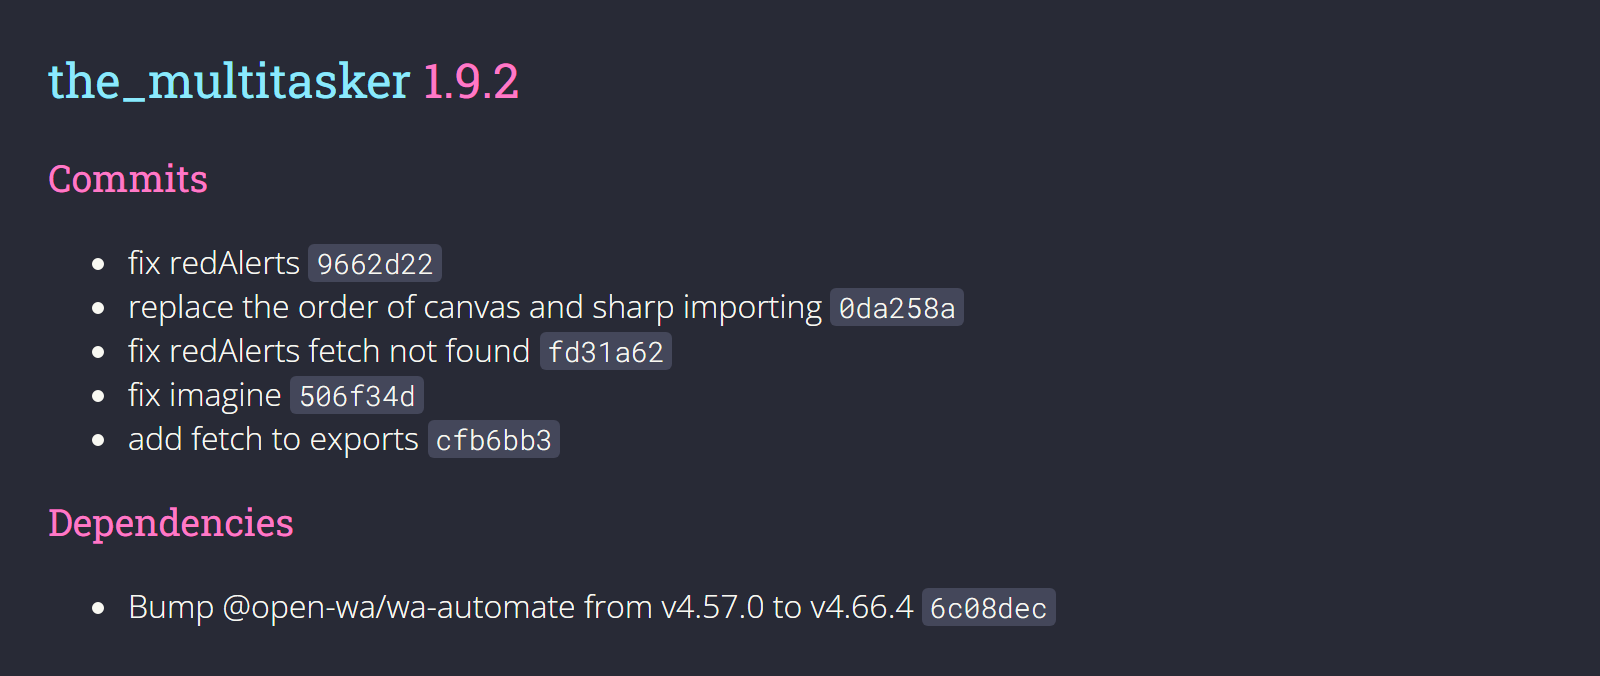 the_multitasker 1.9.2
Commits
fix redAlerts 9662d22
replace the order of canvas and sharp importing 0da258a
fix redAlerts fetch not found fd31a62
fix imagine 506f34d
add fetch to exports cfb6bb3
Dependencies
Bump @open-wa/wa-automate from v4.57.0 to v4.66.4 6c08dec